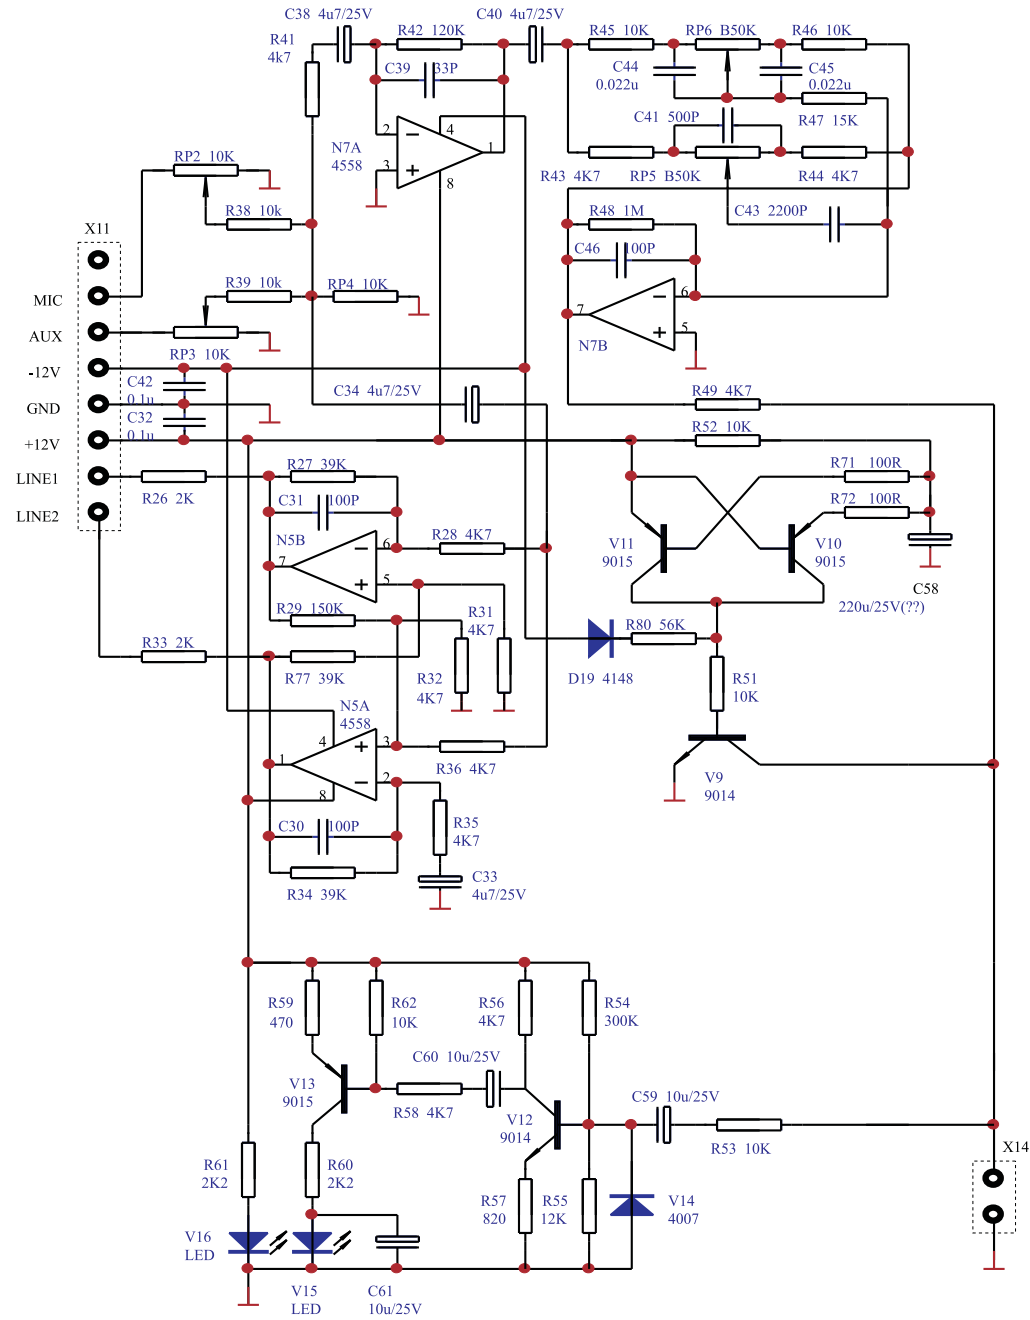 C38 4u7/25V
C40 4u7/25V
R41
4k7
R42 120K
C39 33P
N7A
4558
2
3
4
1
8
R45 10K
RP6 B50K
R46 10K
C44
0.022u
C45
0.022u
C41 500P
R47 15K
R43 4K7
RP5 B50K
R44 4K7
RP2 10K
R38 10k
R48 1M
C43 2200P
C46 100P
X11
MIC
AUX
-12V
GND
+12V
LINE1
LINE2
R39 10k
RP4 10K
RP3 10K
7
6
5
N7B
C42
0.1u
C32
0.1u
C34 4u7/25V
R49 4K7
R52 10K
R26 2K
R27 39K
C31 100P
N5B
7
6
5
R28 4K7
R71 100R
R72 100R
V11
9015
V10
9015
C58
220u/25V(??)
R29 150K
R31
4K7
R33 2K
R77 39K
R32
4K7
R80 56K
D19 4148
R51
10K
N5A
4558
4
3
1
2
8
R36 4K7
V9
9014
C30 100P
R35
4K7
R34 39K
C33
4u7/25V
R59
470
R62
10K
R56
4K7
R54
300K
C60 10u/25V
V13
9015
R58 4K7
V12
9014
C59 10u/25V
R53 10K
X14
R61
2K2
R60
2K2
R57
820
R55
12K
V14
4007
V16
LED
V15
LED
C61
10u/25V